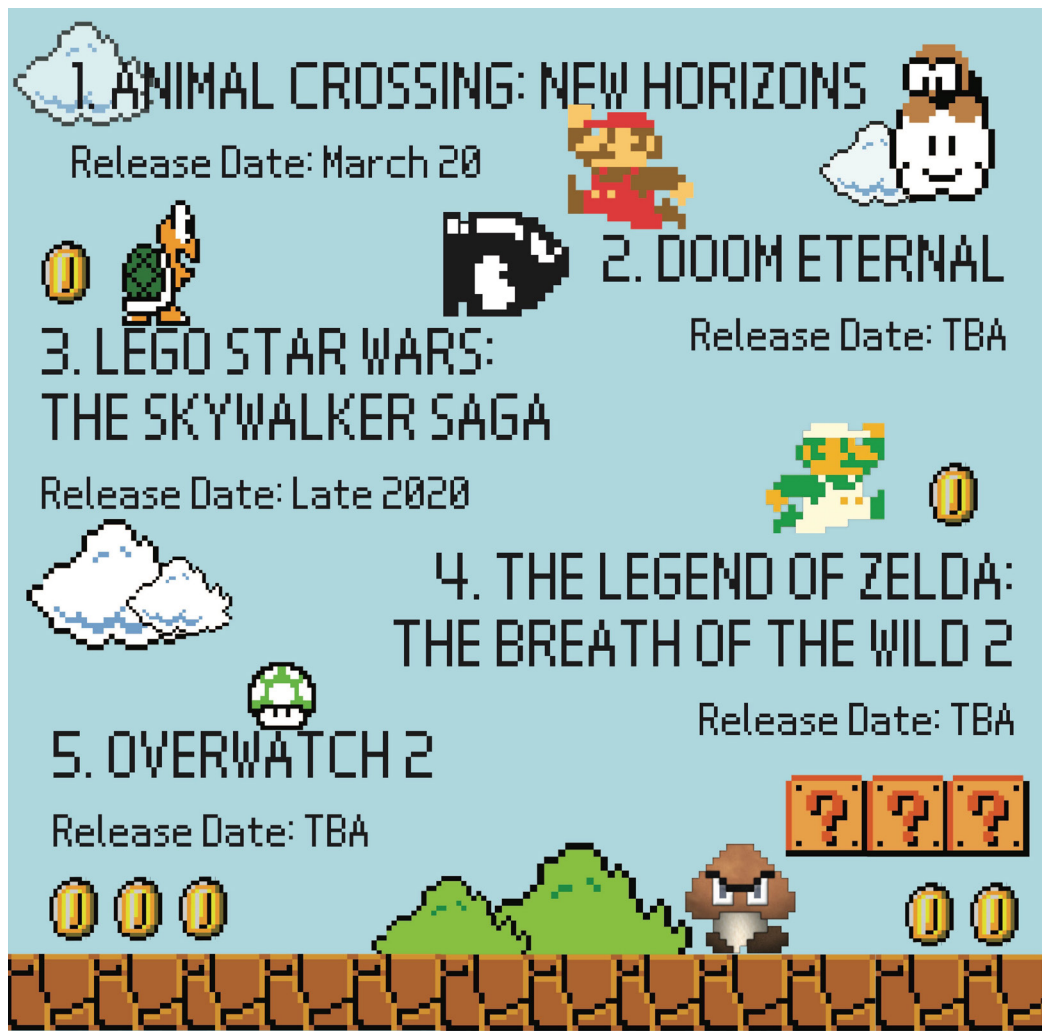 1. ANIMAL CROSSING: NEW HORIZONS
Release Date: March 20
2. DOOM ETERNAL
Release Date: TBA
3. LEGO STAR WARS:
THE SKYWALKER SAGA
Release Date: Late 2020
4. THE LEGEND OF ZELDA:
THE BREATH OF THE WILD 2
Release Date: TBA
5. OVERWATCH 2
Release Date: TBA
? ? ?